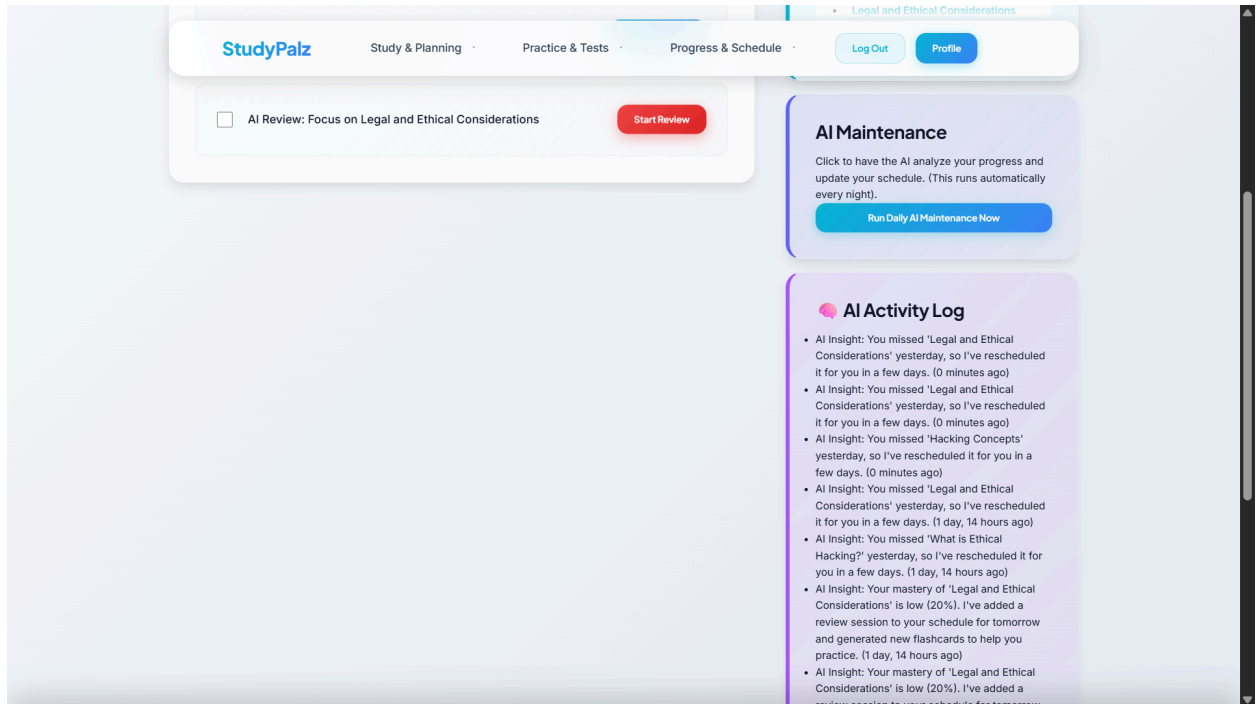 Legal and Ethical Considerations
StudyPalz
Study & Planning
Practice & Tests
Progress & Schedule
Log Out
Profile
AI Review: Focus on Legal and Ethical Considerations
Start Review
AI Maintenance
Click to have the AI analyze your progress and
update your schedule. (This runs automatically
every night).
Run Daily AI Maintenance Now
🧠 AI Activity Log
• AI Insight: You missed 'Legal and Ethical
Considerations' yesterday, so I've rescheduled
it for you in a few days. (0 minutes ago)
• AI Insight: You missed 'Legal and Ethical
Considerations' yesterday, so I've rescheduled
it for you in a few days. (0 minutes ago)
• AI Insight: You missed 'Hacking Concepts'
yesterday, so I've rescheduled it for you in a
few days. (0 minutes ago)
• AI Insight: You missed 'Legal and Ethical
Considerations' yesterday, so I've rescheduled
it for you in a few days. (1 day, 14 hours ago)
• AI Insight: You missed 'What is Ethical
Hacking?' yesterday, so I've rescheduled it for
you in a few days. (1 day, 14 hours ago)
• AI Insight: Your mastery of 'Legal and Ethical
Considerations' is low (20%). I've added a
review session to your schedule for tomorrow
and generated new flashcards to help you
practice. (1 day, 14 hours ago)
• AI Insight: Your mastery of 'Legal and Ethical
Considerations' is low (20%). I've added a
review session to your schedule for tomorrow